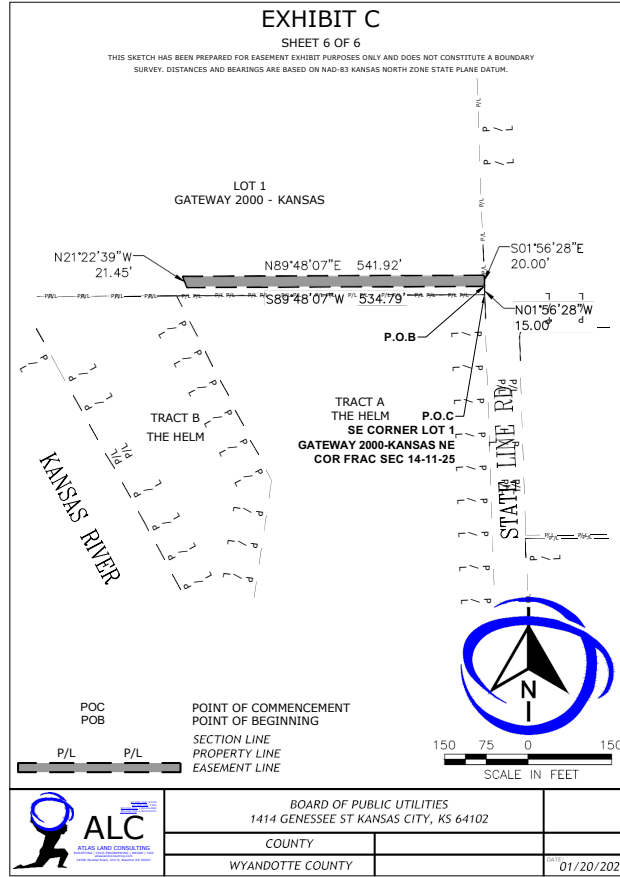 EXHIBIT C
SHEET 6 OF 6
THIS SKETCH HAS BEEN PREPARED FOR EASEMENT EXHIBIT PURPOSES ONLY AND DOES NOT CONSTITUTE A BOUNDARY
SURVEY. DISTANCES AND BEARINGS ARE BASED ON NAD-83 KANSAS NORTH ZONE STATE PLANE DATUM.
P/L
P/L
P/L
LOT 1
GATEWAY 2000 - KANSAS
N21°22'39"W
21.45'
N89°48'07"E 541.92'
S89°48'07"W 534.79'
S01°56'28"E
20.00'
N01°56'28"W
15.00'
P.O.B
TRACT A
THE HELM
P.O.C
SE CORNER LOT 1
GATEWAY 2000-KANSAS NE
COR FRAC SEC 14-11-25
TRACT B
THE HELM
KANSAS RIVER
STATE LINE RD
P/L
N
POC POINT OF COMMENCEMENT
POB POINT OF BEGINNING
SECTION LINE
P/L P/L PROPERTY LINE
EASEMENT LINE
150 75 0 150
SCALE IN FEET
ALC
ATLAS LAND CONSULTING
BOARD OF PUBLIC UTILITIES
1414 GENESSEE ST KANSAS CITY, KS 64102
COUNTY
WYANDOTTE COUNTY
DATE
01/20/202